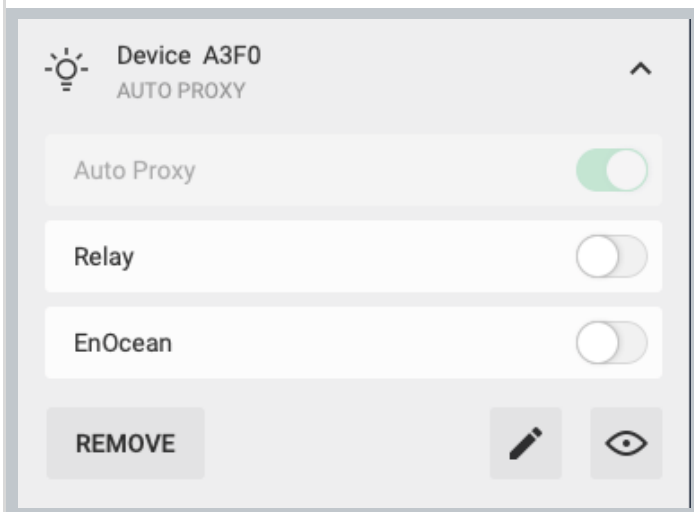 Device A3F0
AUTO PROXY
Auto Proxy
Relay
EnOcean
REMOVE